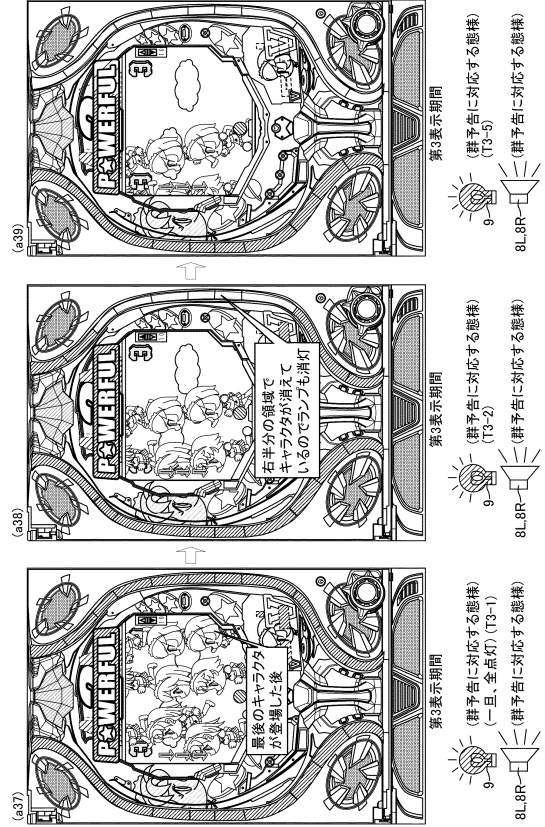 (a37)
POWERFUL
最後のキャラクタ
が登場した後
第3表示期間
9
(群予告に対応する態様)
(一旦、全点灯) (T3-1)
8L,8R
(群予告に対応する態様)
(a38)
POWERFUL
右半分の領域で
キャラクタが消えて
いるのでランプも消灯
第3表示期間
9
(群予告に対応する態様)
(T3-2)
8L,8R
(群予告に対応する態様)
(a39)
POWERFUL
第3表示期間
9
(群予告に対応する態様)
(T3-5)
8L,8R
(群予告に対応する態様)